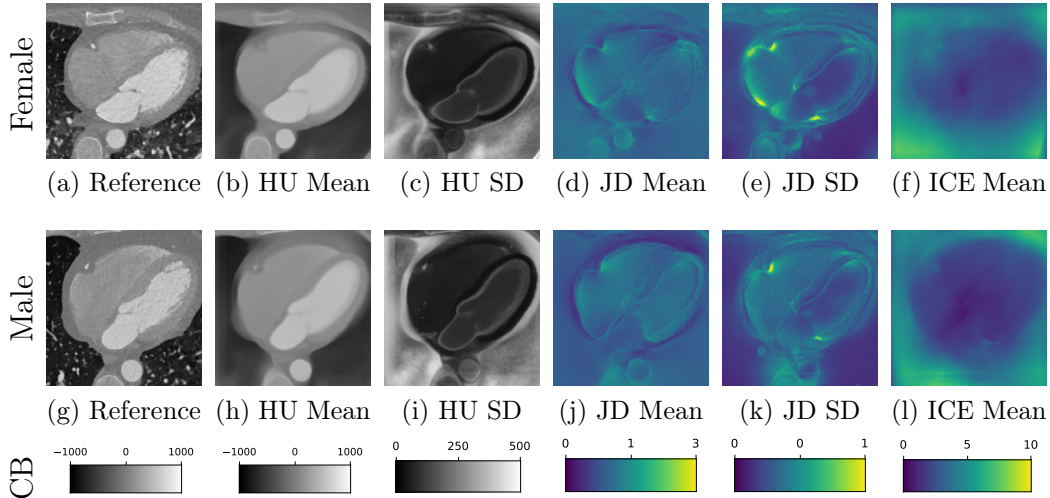 Female
(a) Reference (b) HU Mean (c) HU SD (d) JD Mean (e) JD SD (f) ICE Mean
Male
(g) Reference (h) HU Mean (i) HU SD (j) JD Mean (k) JD SD (l) ICE Mean
CB
−1000 1000 −1000 1000 0 250 500 0 1 3 0 0 1 0 5 10